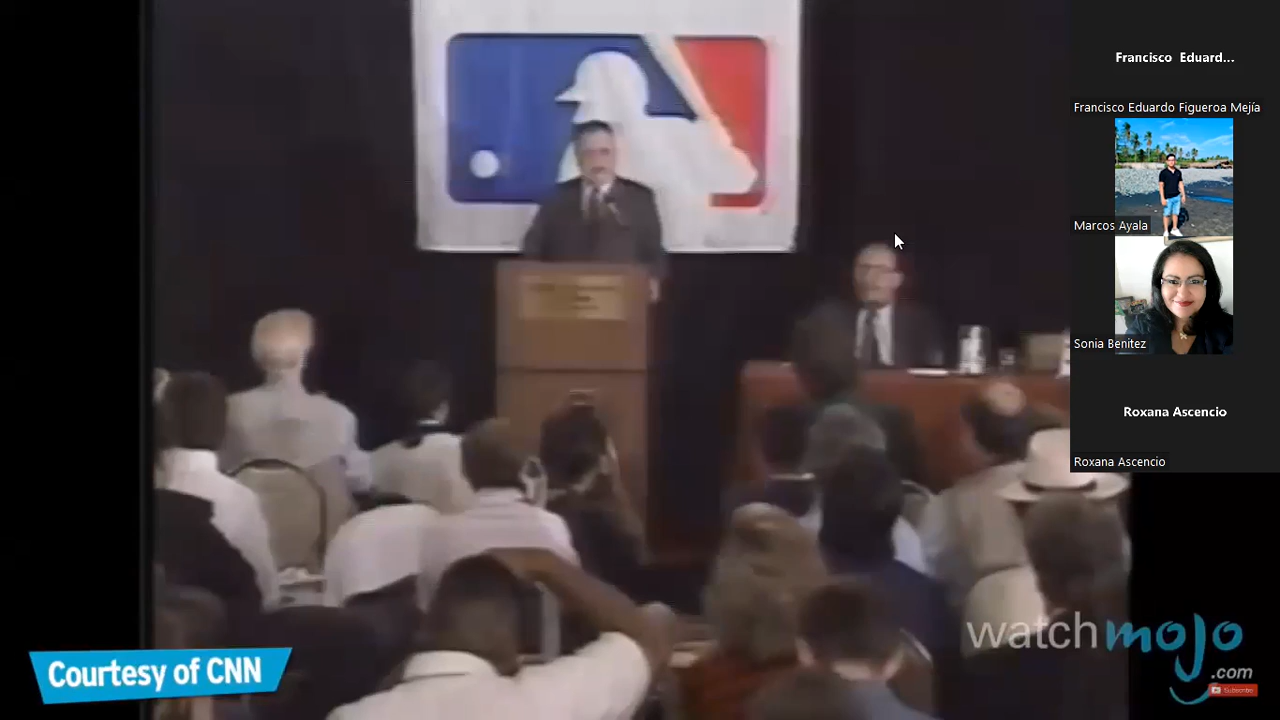 Francisco Eduard...
Francisco Eduardo Figueroa Mejía
Marcos Ayala
Sonia Benitez
Roxana Ascencio
Roxana Ascencio
Courtesy of CNN
watchmojo
.com
Subscribe